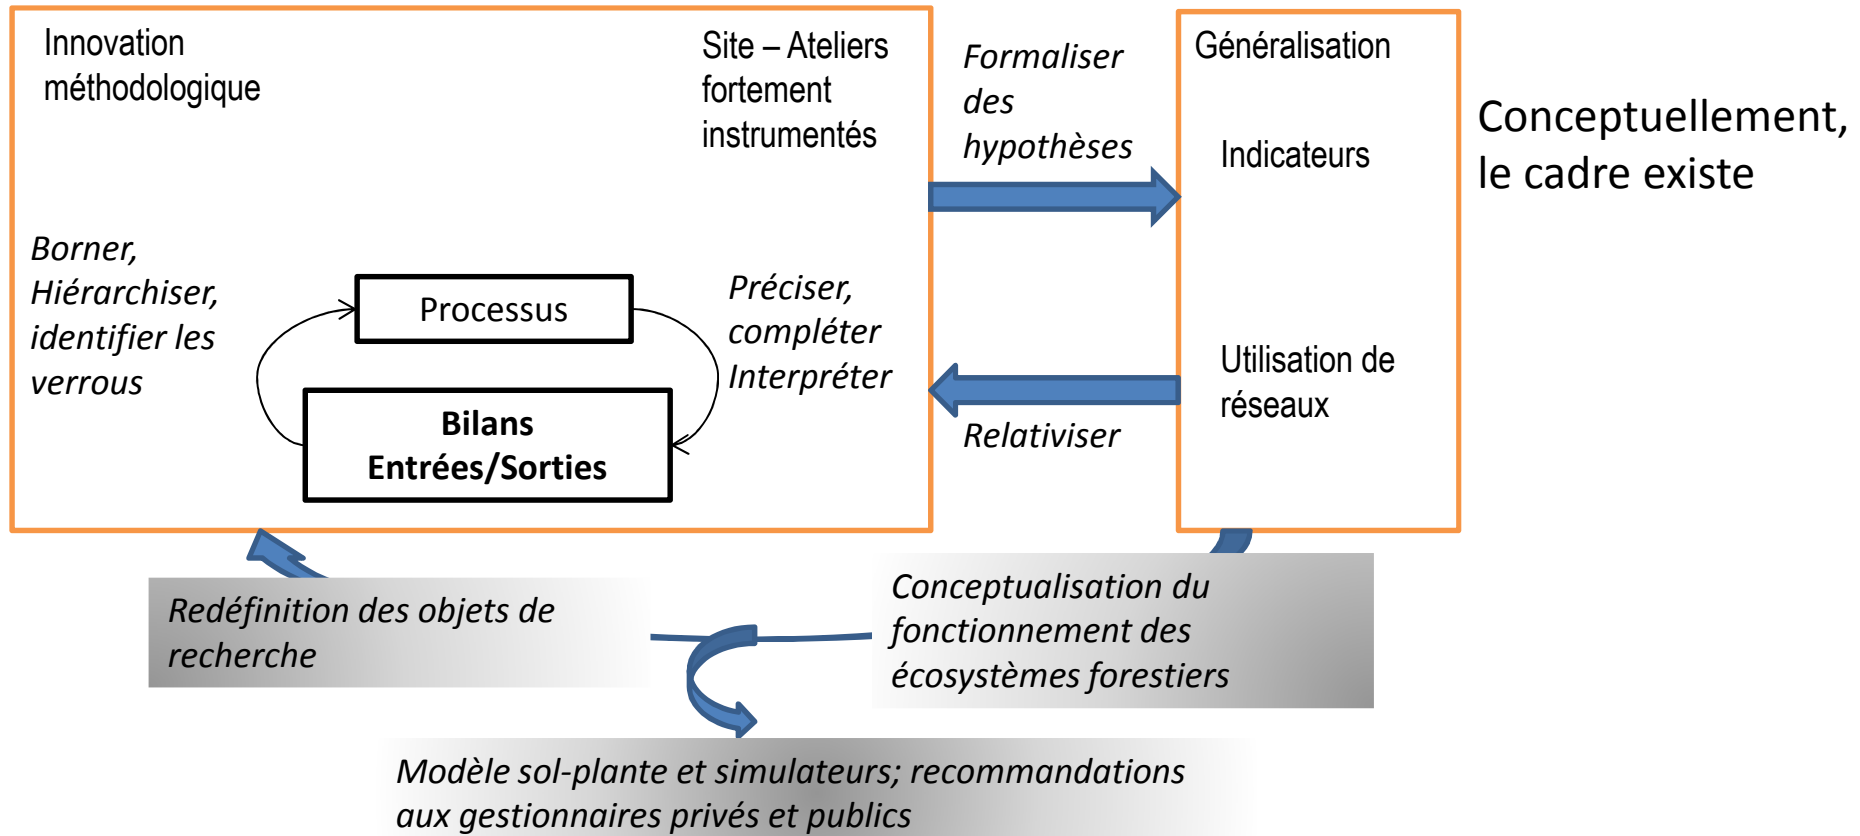 Innovation
méthodologique
Site – Ateliers
fortement
instrumentés
Borner,
Hiérarchiser,
identifier les
verrous
Processus
Préciser,
compléter
Interpréter
Bilans
Entrées/Sorties
Formaliser
des
hypothèses
Relativiser
Généralisation
Indicateurs
Utilisation de
réseaux
Conceptuellement,
le cadre existe
Redéfinition des objets de
recherche
Conceptualisation du
fonctionnement des
écosystèmes forestiers
Modèle sol-plante et simulateurs; recommandations
aux gestionnaires privés et publics